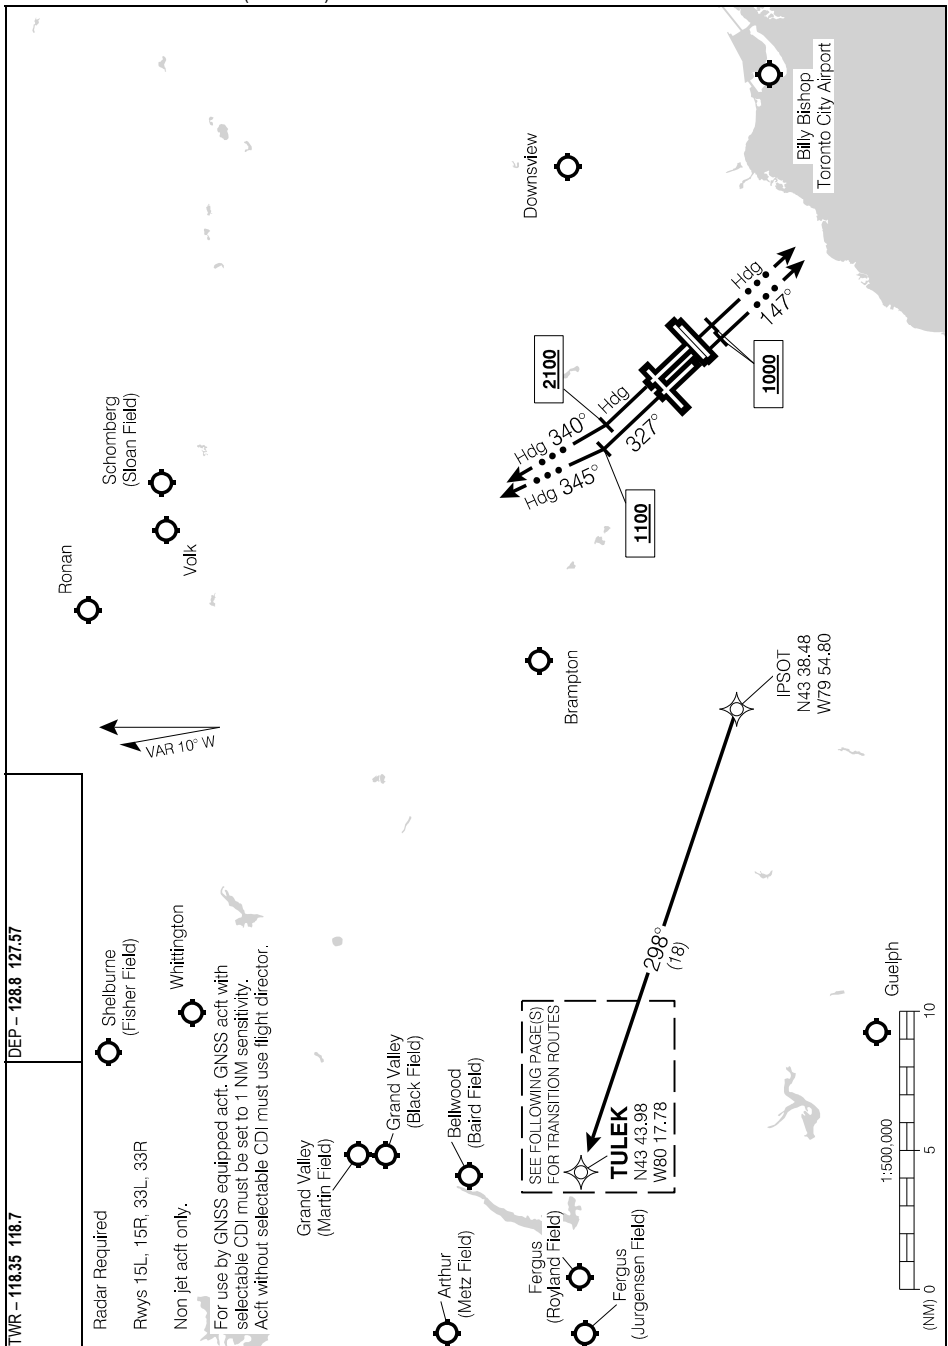 TWR – 118.35 118.7
DEP – 128.8 127.57
Radar Required
Rwys 15L, 15R, 33L, 33R
Non jet acft only.
For use by GNSS equipped acft. GNSS acft with
selectable CDI must be set to 1 NM sensitivity.
Acft without selectable CDI must use flight director.
Shelburne
(Fisher Field)
Whittington
VAR 10° W
Ronan
Schomberg
(Sloan Field)
Volk
Downsview
Billy Bishop
Toronto City Airport
Grand Valley
(Martin Field)
Grand Valley
(Black Field)
Bellwood
(Baird Field)
Arthur
(Metz Field)
Fergus
(Royland Field)
Fergus
(Jurgensen Field)
SEE FOLLOWING PAGE(S)
FOR TRANSITION ROUTES
TULEK
N43 43.98
W80 17.78
298°
(18)
Brampton
IPSOT
N43 38.48
W79 54.80
2100
Hdg 340°
Hdg
Hdg 345°
327°
1100
Hdg
147°
1000
Guelph
1:500,000
(NM) 0
5
10